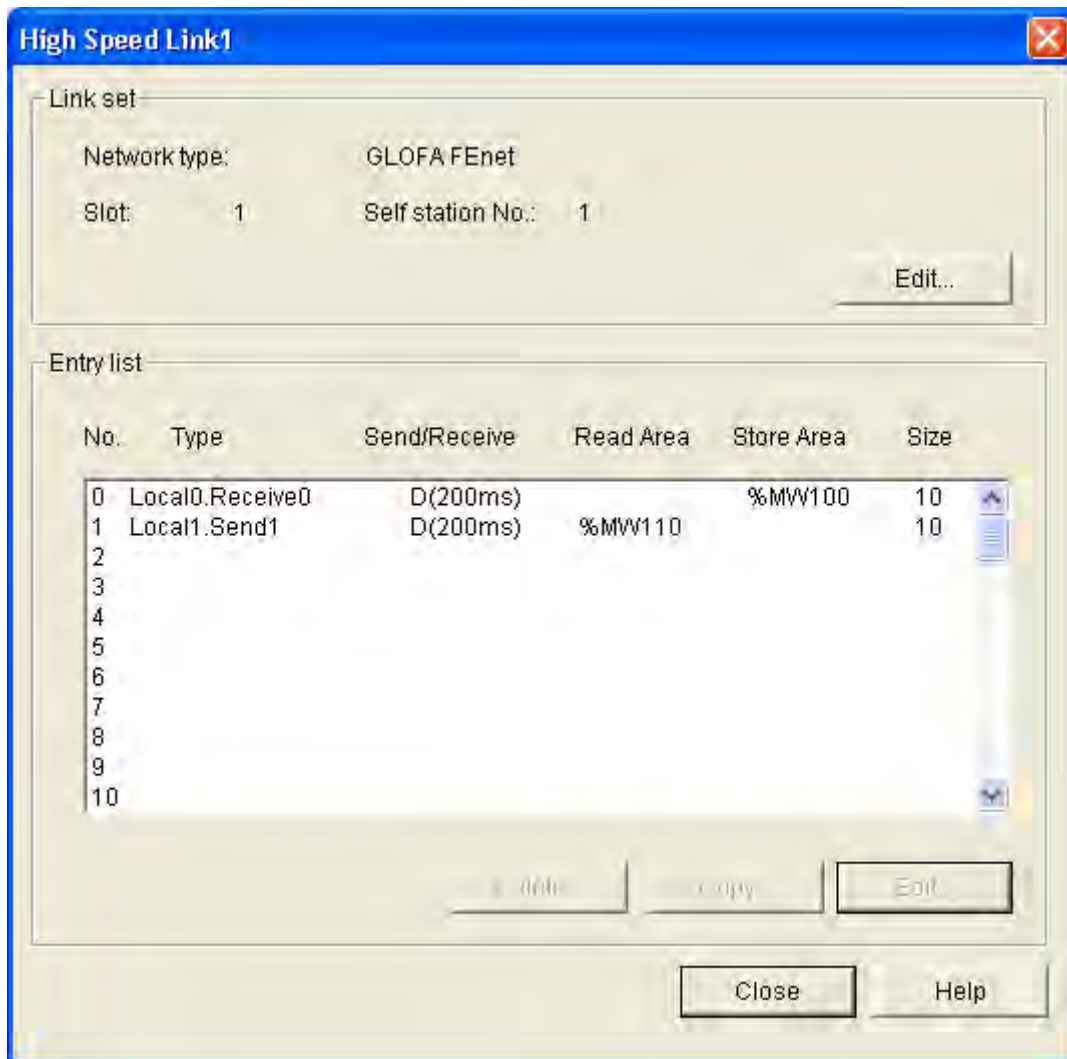 High Speed Link1
Link set
Network type: GLOFA FEnet
Slot: 1 Self station No.: 1
Edit...
Entry list
No. Type Send/Receive Read Area Store Area Size
0 Local0.Receive0 D(200ms) %MW100 10
1 Local1.Send1 D(200ms) %MW110 10
2
3
4
5
6
7
8
9
10
Copy Edit...
Close Help